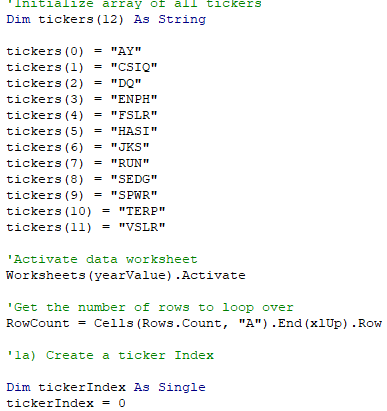 'Initialize array of all tickers
Dim tickers(12) As String
tickers(0) = "AY"
tickers(1) = "CSIQ"
tickers(2) = "DQ"
tickers(3) = "ENPH"
tickers(4) = "FSLR"
tickers(5) = "HASI"
tickers(6) = "JKS"
tickers(7) = "RUN"
tickers(8) = "SEDG"
tickers(9) = "SPWR"
tickers(10) = "TERP"
tickers(11) = "VSLR"
'Activate data worksheet
Worksheets(yearValue).Activate
'Get the number of rows to loop over
RowCount = Cells(Rows.Count, "A").End(xlUp).Row
'1a) Create a ticker Index
Dim tickerIndex As Single
tickerIndex = 0